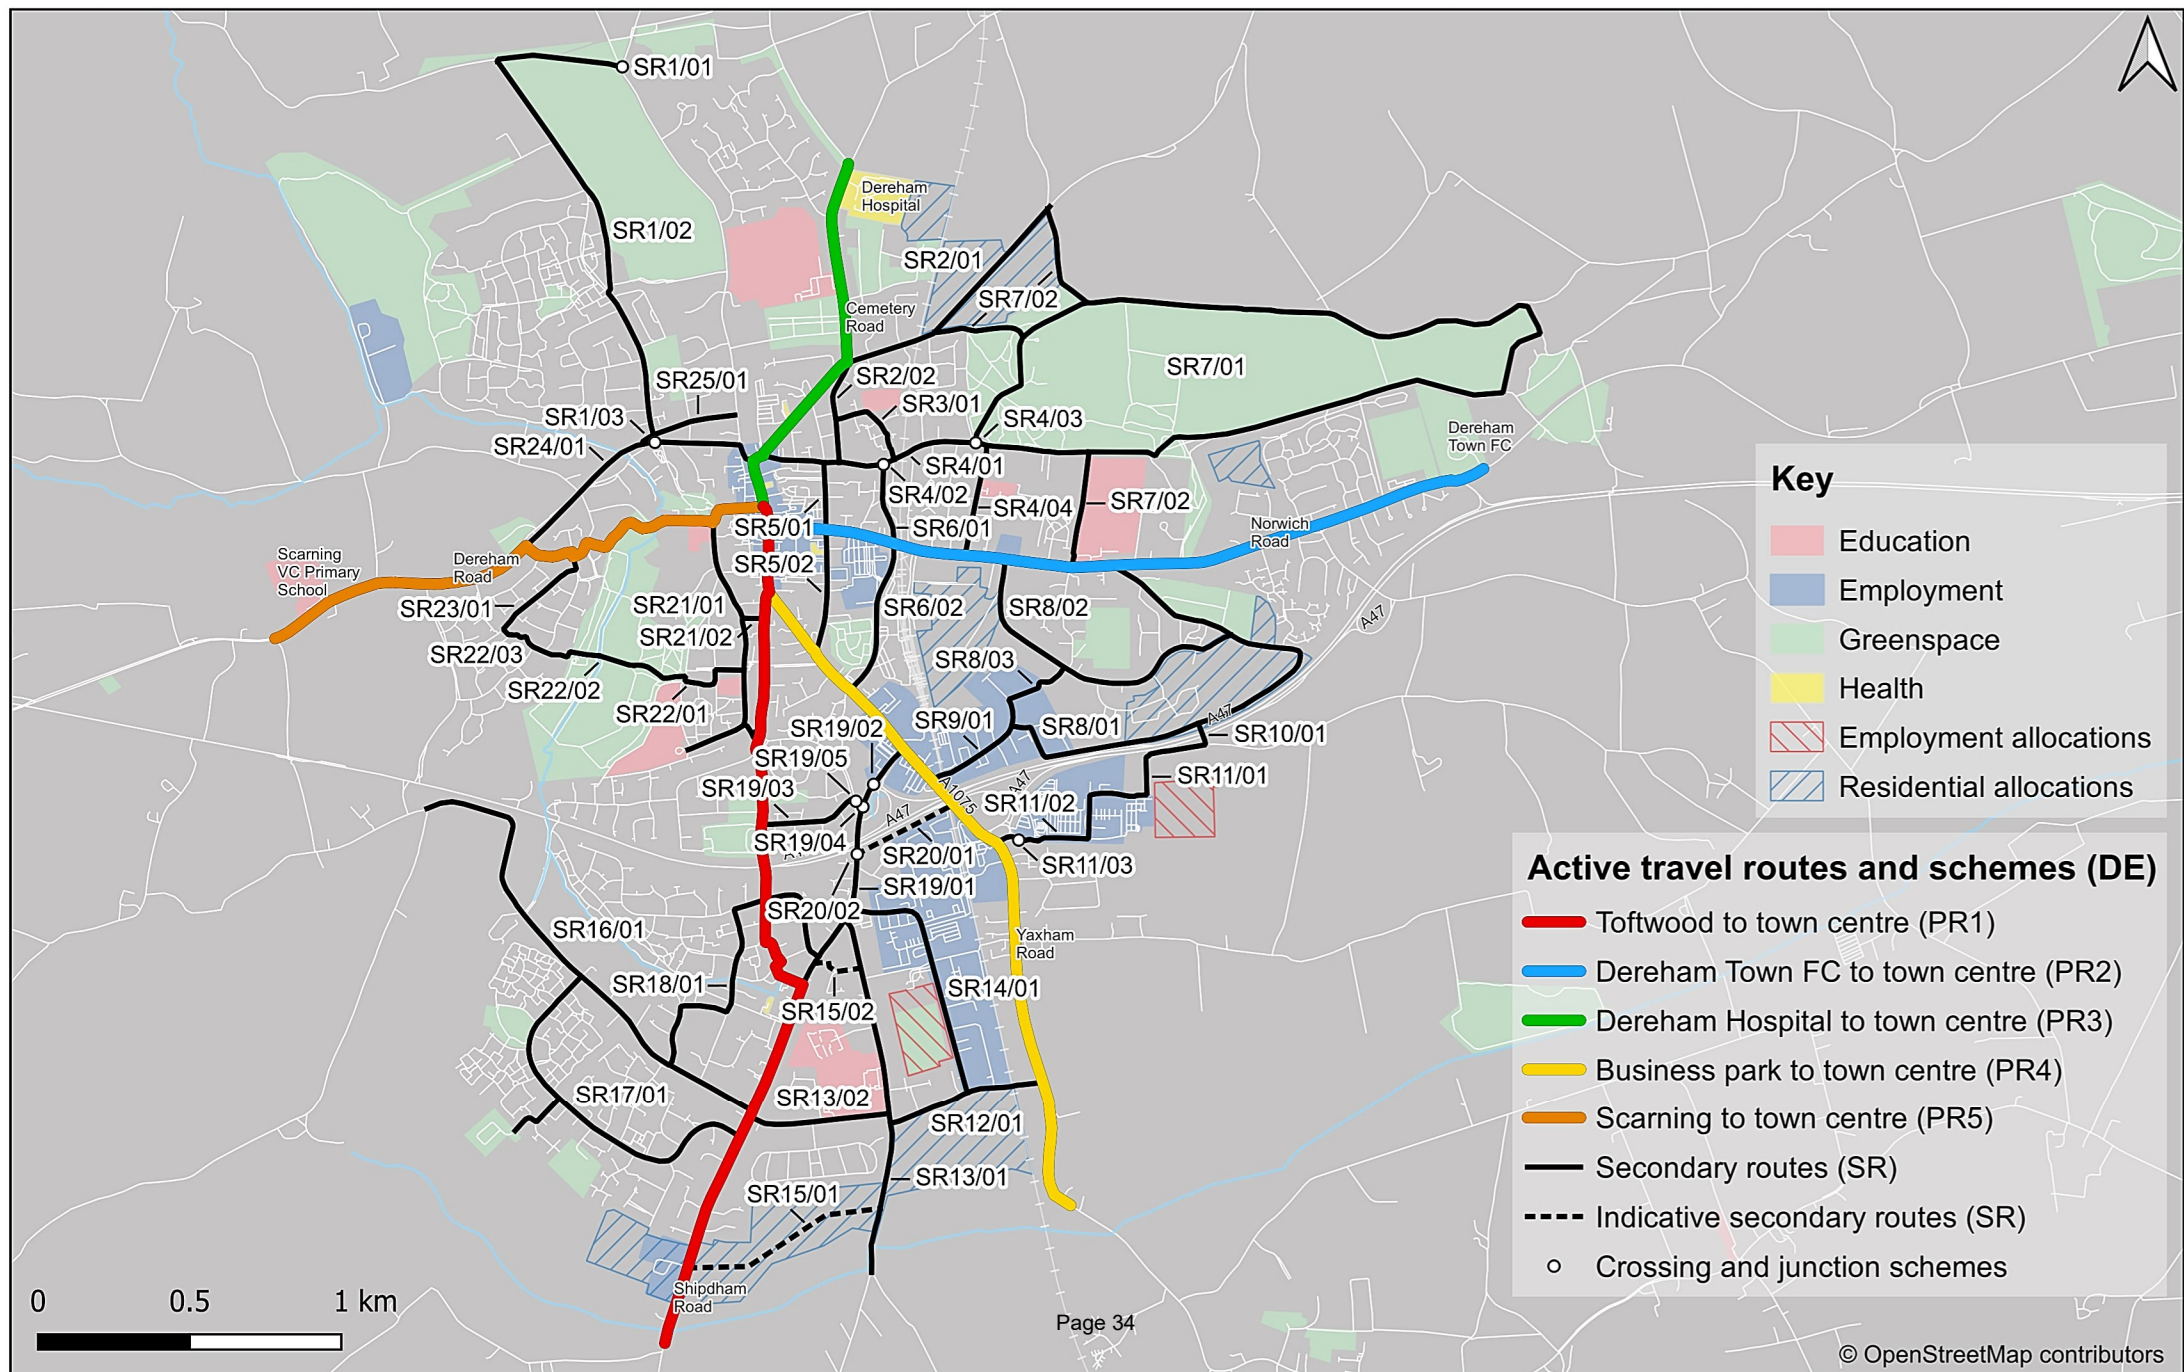 SR1/01
SR1/02
Dereham
Hospital
SR2/01
SR7/02
Cemetery
Road
SR7/01
SR25/01
SR2/02
SR3/01
SR1/03
SR4/03
SR24/01
Dereham
Town FC
SR4/01
SR4/02
SR4/04
SR7/02
SR5/01
SR6/01
Norwich
Road
Scarning
VC Primary
School
Dereham
Road
SR5/02
SR23/01
SR21/01
SR6/02
SR8/02
A47
SR21/02
SR22/03
SR8/03
SR22/02
SR22/01
SR19/02
SR9/01
SR8/01
A47
SR10/01
SR19/05
SR19/03
A1075
A47
SR11/01
SR11/02
A47
SR19/04
SR20/01
SR11/03
SR19/01
SR20/02
SR16/01
Yaxham
Road
SR18/01
SR14/01
SR15/02
SR17/01
SR13/02
SR12/01
SR13/01
SR15/01
Shipdham
Road
Key
Education
Employment
Greenspace
Health
Employment allocations
Residential allocations
Active travel routes and schemes (DE)
Toftwood to town centre (PR1)
Dereham Town FC to town centre (PR2)
Dereham Hospital to town centre (PR3)
Business park to town centre (PR4)
Scarning to town centre (PR5)
Secondary routes (SR)
Indicative secondary routes (SR)
Crossing and junction schemes
0 0.5 1 km
Page 34
© OpenStreetMap contributors